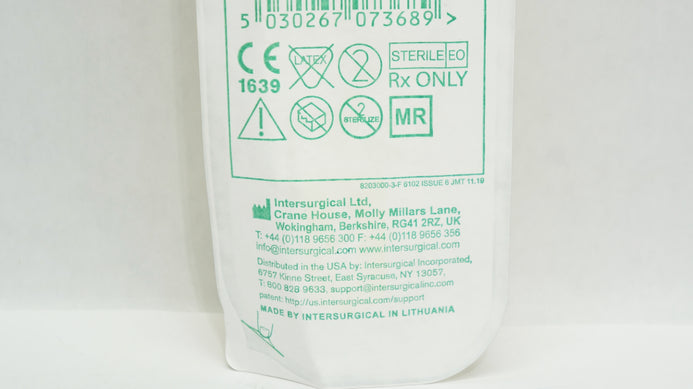 5 030267 073689 >
CE LATEX 2 STERILE EO
1639 Rx ONLY
2 STERILIZE MR
8203000-3-F 0102 ISSUE 6 JMT 11.19
Intersurgical Ltd,
Crane House, Molly Millars Lane,
Wokingham, Berkshire, RG41 2RZ, UK
T: +44 (0)118 9656 300 F: +44 (0)118 9656 356
info@intersurgical.com www.intersurgical.com
Distributed in the USA by: Intersurgical Incorporated,
6757 Kinne Street, East Syracuse, NY 13057,
T: 800 828 9633, support@intersurgicalinc.com
patent: http://us.intersurgical.com/support
MADE BY INTERSURGICAL IN LITHUANIA